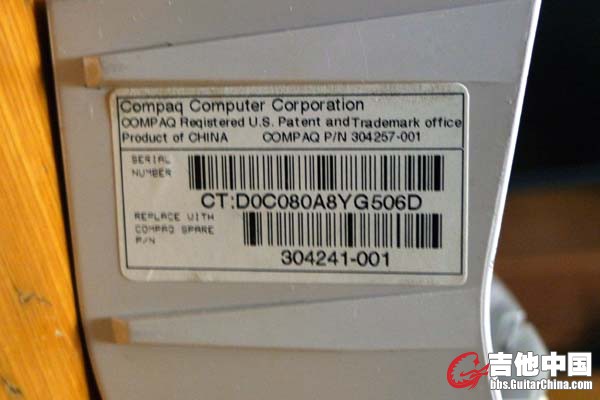 Compaq Computer Corporation
COMPAQ Registered U.S. Patent and Trademark office
Product of CHINA COMPAQ P/N 304257-001
SERIAL
NUMBER
CT:D0C080A8YG506D
REPLACE WITH
COMPAQ SPARE
P/N
304241-001
吉他中国
bbs.GuitarChina.com